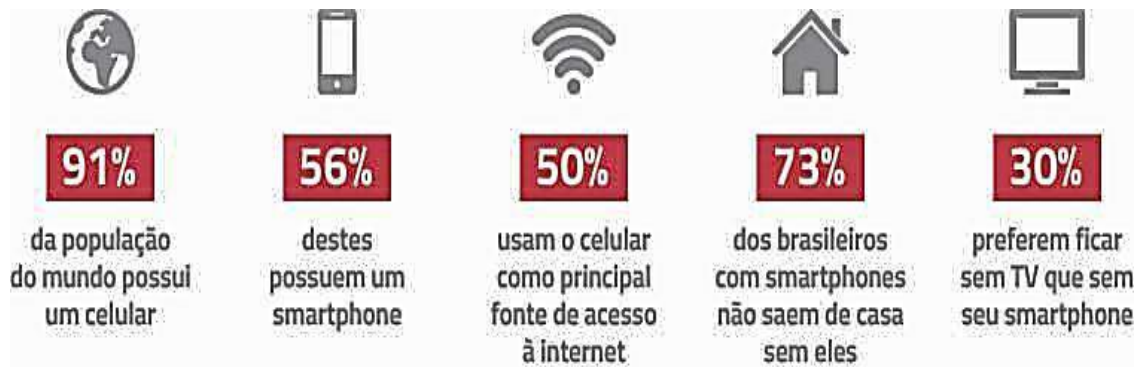 91%
da população
do mundo possui
um celular
56%
destes
possuem um
smartphone
50%
usam o celular
como principal
fonte de acesso
à internet
73%
dos brasileiros
com smartphones
não saem de casa
sem eles
30%
preferem ficar
sem TV que sem
seu smartphone